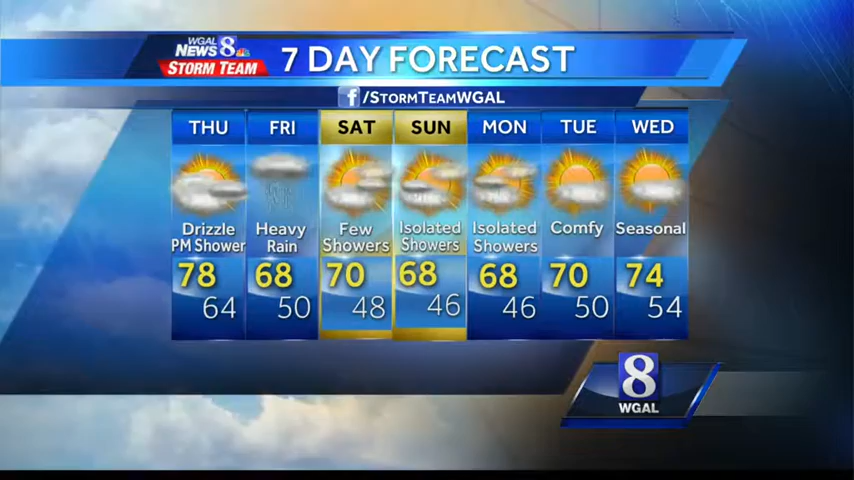 WGAL
NEWS 8
STORM TEAM
7 DAY FORECAST
f /STORMTEAMWGAL
THU FRI SAT SUN MON TUE WED
Drizzle Heavy Few Isolated Isolated Comfy Seasonal
PM Shower Rain Showers Showers Showers
78 68 70 68 68 70 74
64 50 48 46 46 50 54
8
WGAL